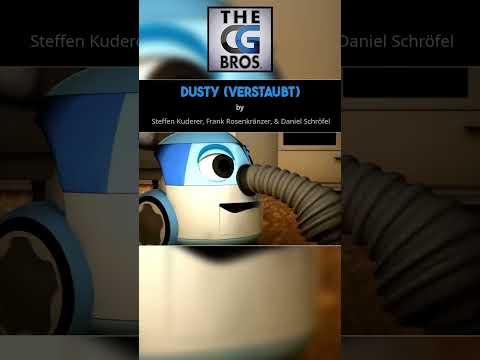 THE
CG
BROS.
Steffen Kuderer,
& Daniel Schröfel
DUSTY (VERSTAUBT)
by
Steffen Kuderer, Frank Rosenkränzer, & Daniel Schröfel